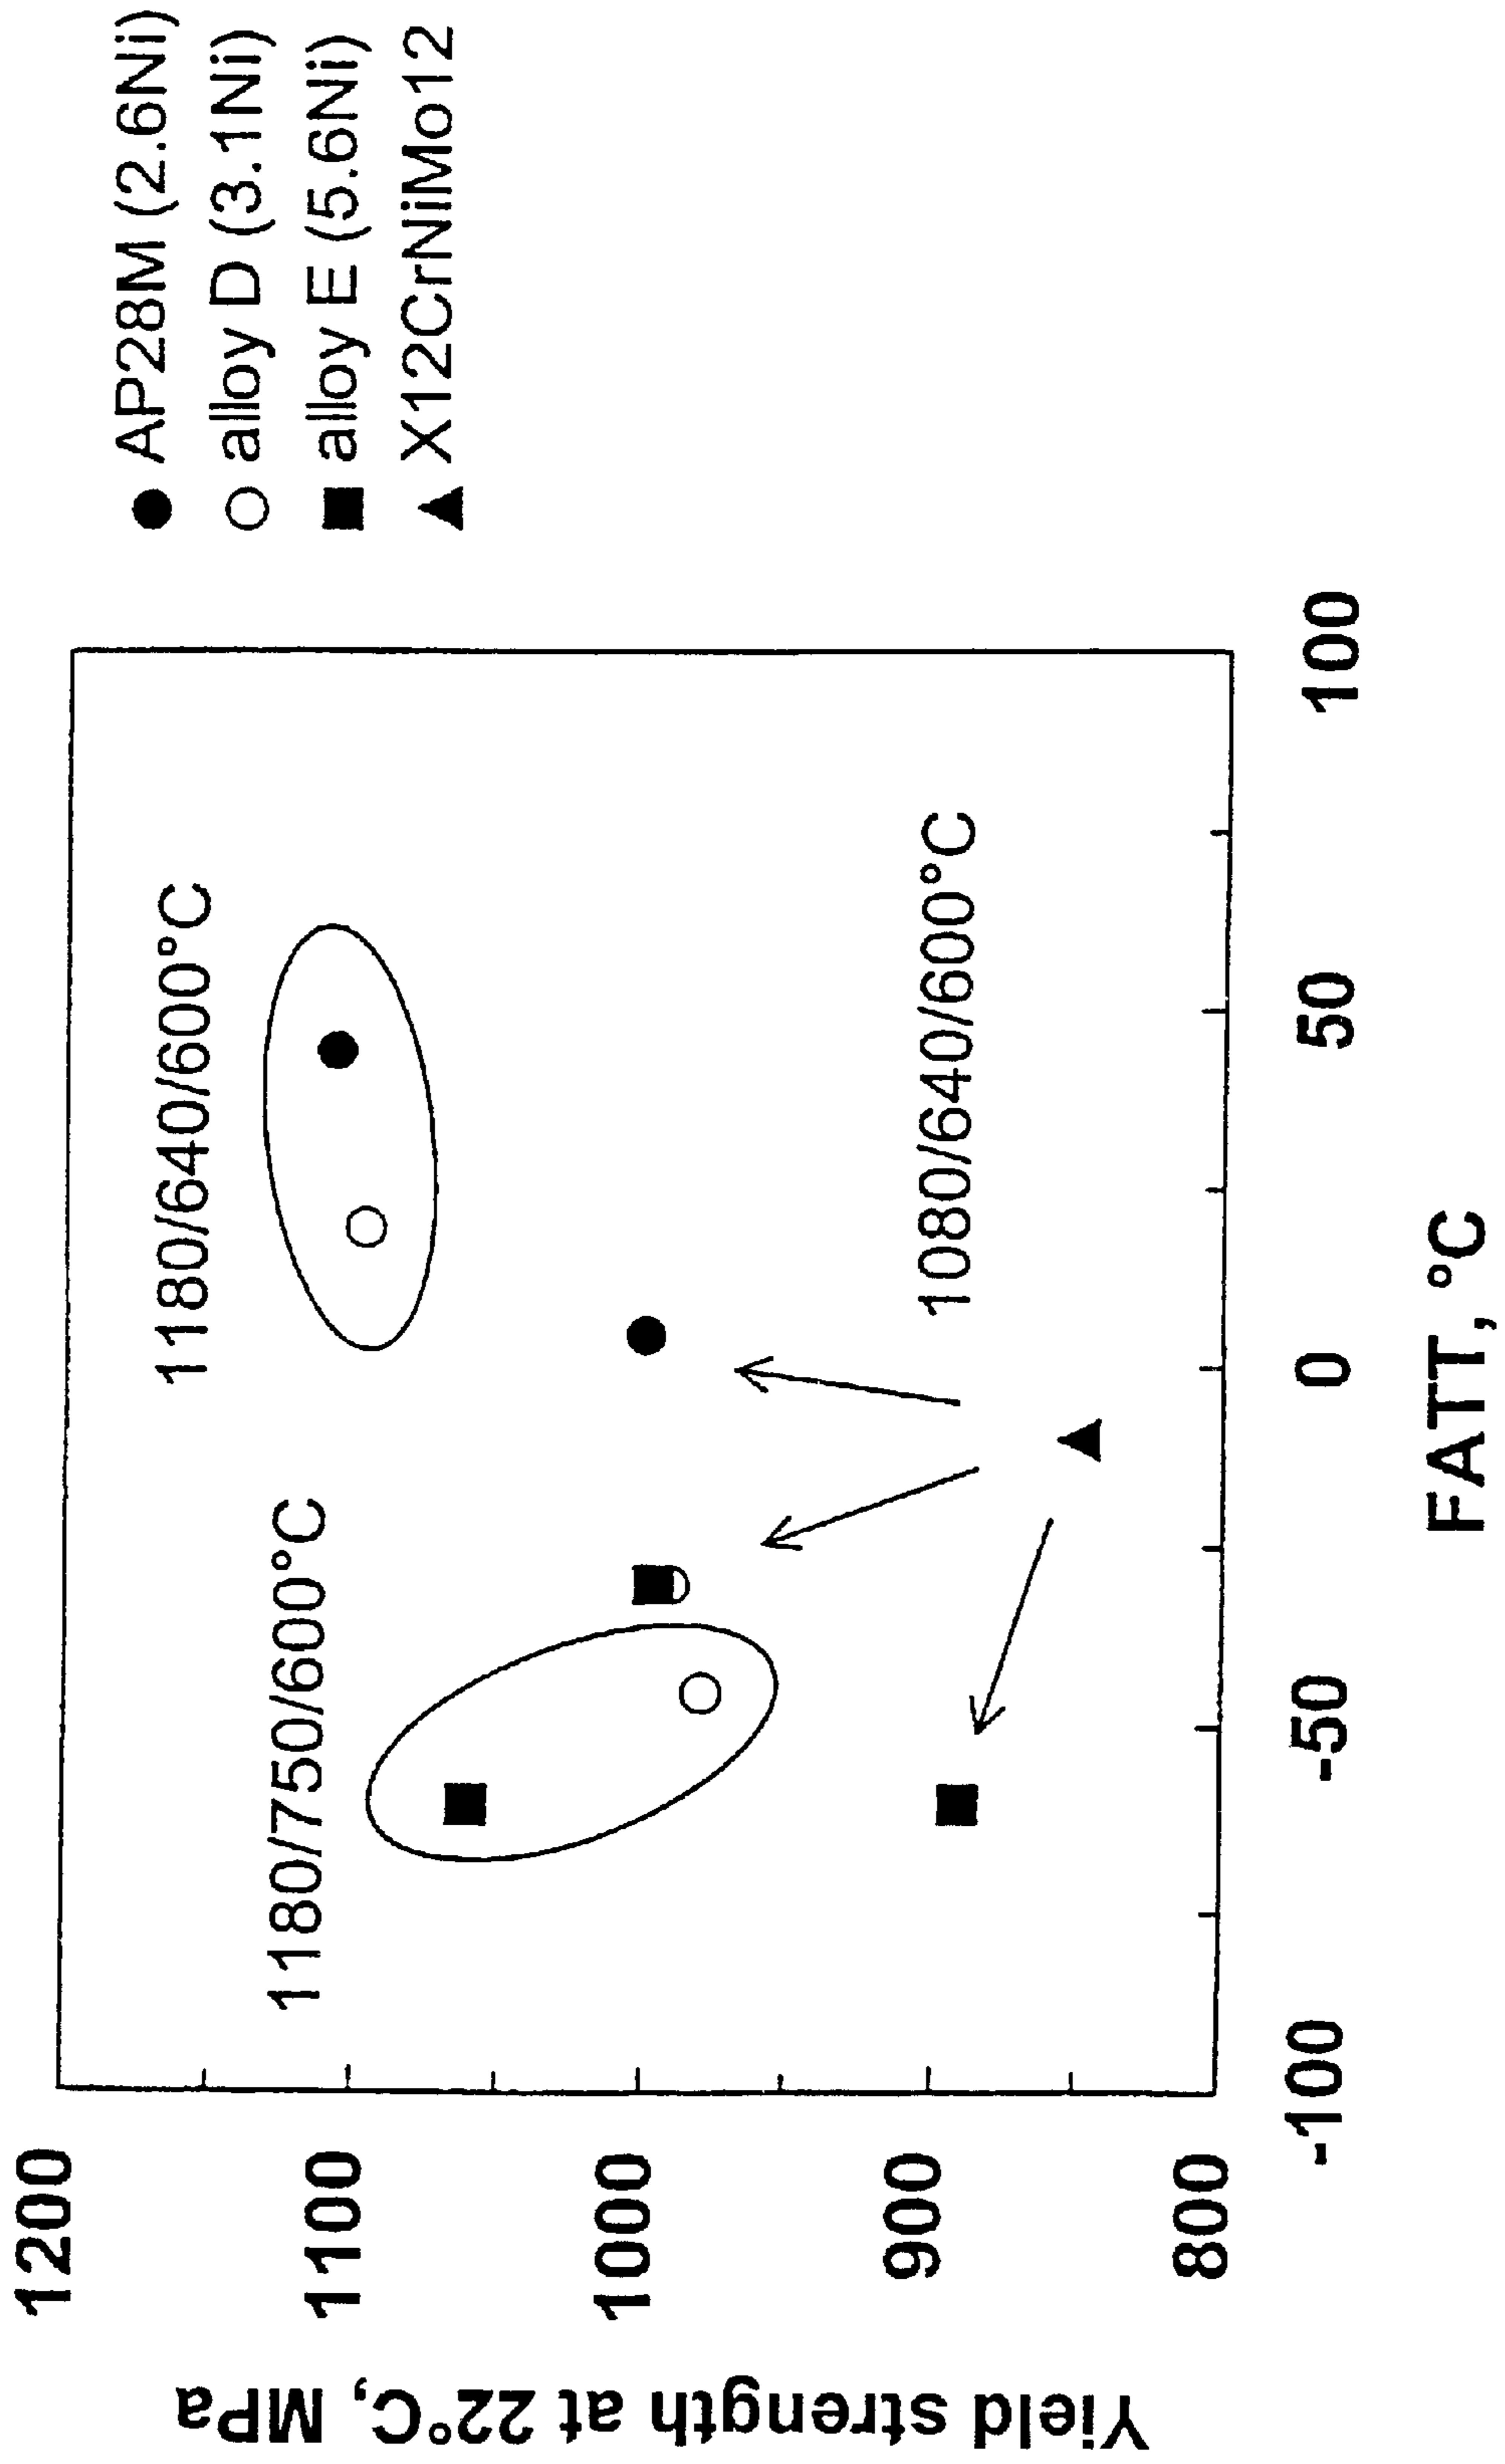 Yield strength at 22°C, MPa
1200
1100
1000
900
800
-100
-50
0
50
100
FATT, °C
1180/750/600°C
1180/640/600°C
1080/640/600°C
AP28M (2.6Ni)
alloy D (3.1Ni)
alloy E (5.6Ni)
X12CrNiMo12